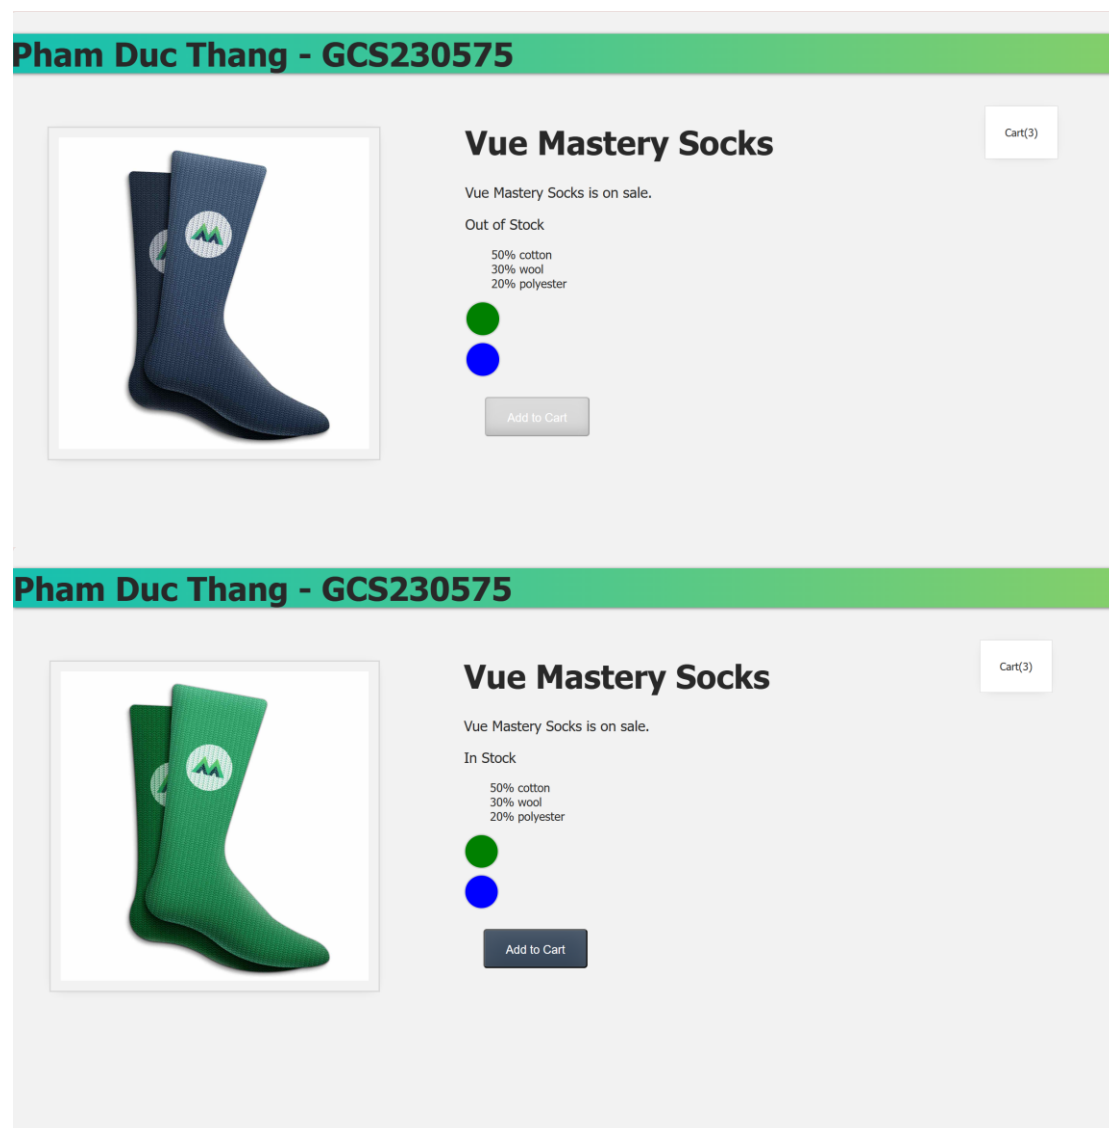 Pham Duc Thang - GCS230575
Cart(3)
Vue Mastery Socks
Vue Mastery Socks is on sale.
Out of Stock
50% cotton
30% wool
20% polyester
Add to Cart
Pham Duc Thang - GCS230575
Cart(3)
Vue Mastery Socks
Vue Mastery Socks is on sale.
In Stock
50% cotton
30% wool
20% polyester
Add to Cart